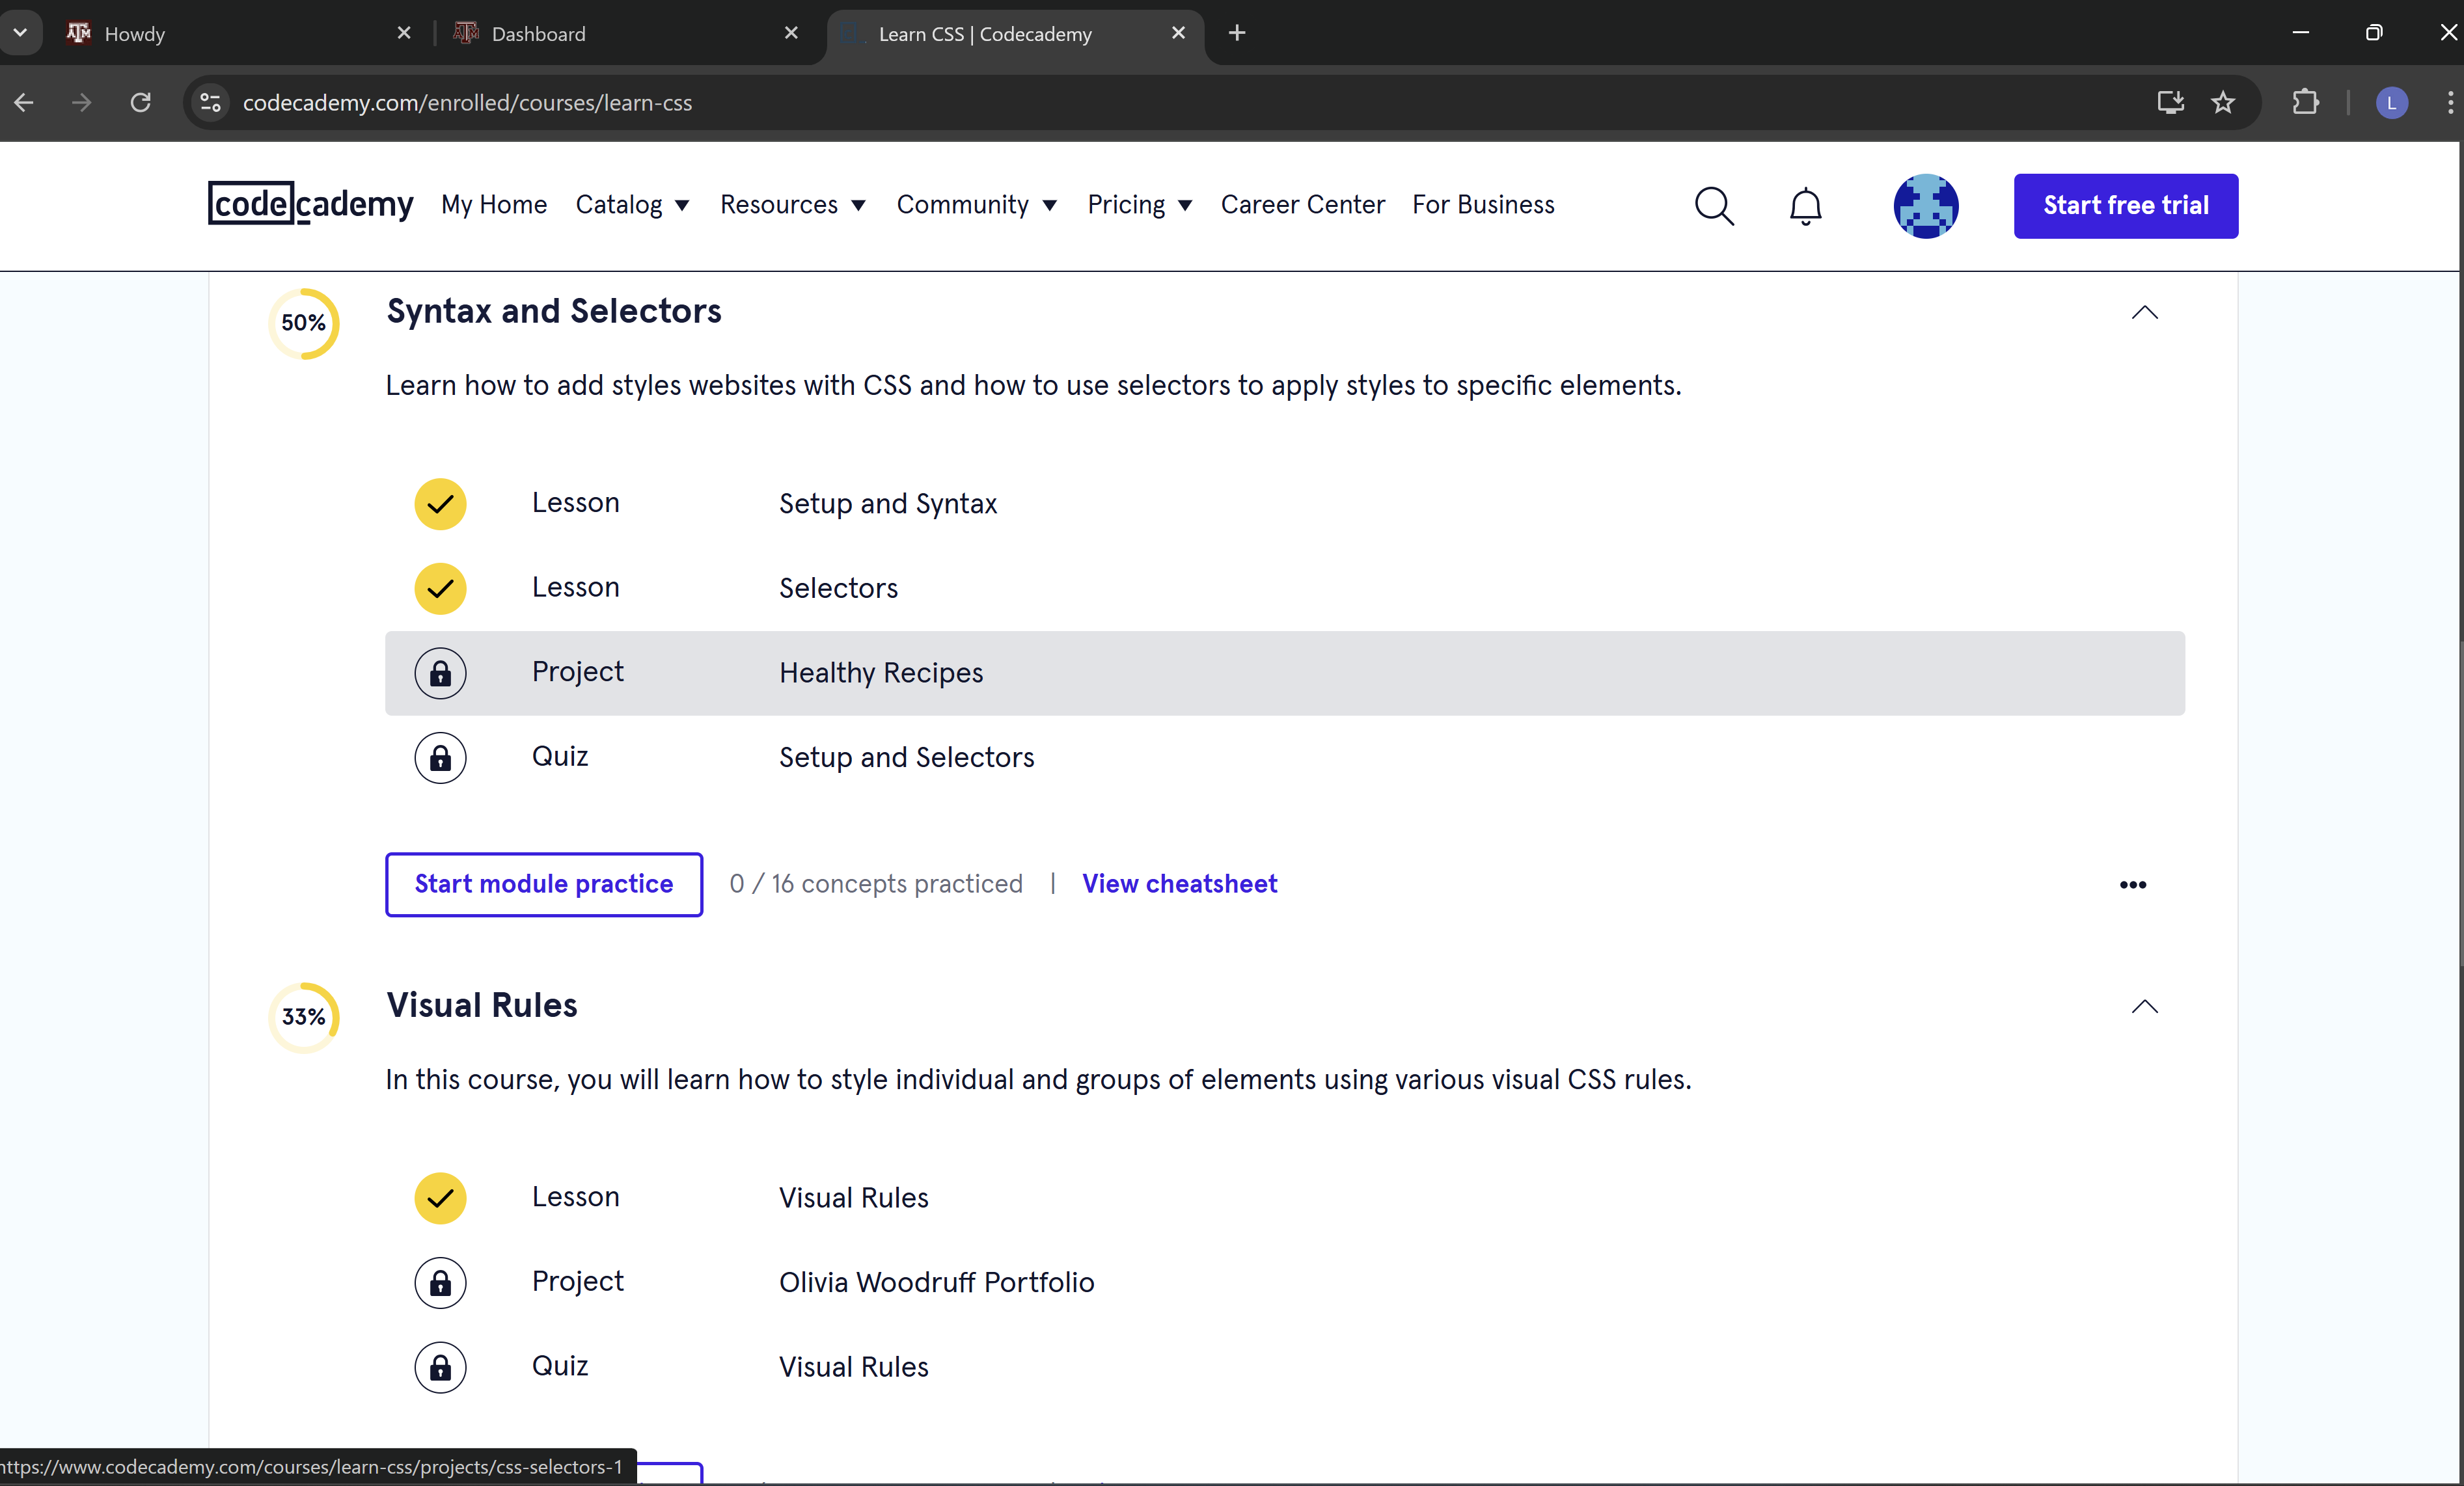 Howdy
Dashboard
Learn CSS | Codecademy
codecademy.com/enrolled/courses/learn-css
L
codecademy My Home Catalog Resources Community Pricing Career Center For Business Start free trial
50% Syntax and Selectors
Learn how to add styles websites with CSS and how to use selectors to apply styles to specific elements.
Lesson Setup and Syntax
Lesson Selectors
Project Healthy Recipes
Quiz Setup and Selectors
Start module practice 0 / 16 concepts practiced | View cheatsheet
33% Visual Rules
In this course, you will learn how to style individual and groups of elements using various visual CSS rules.
Lesson Visual Rules
Project Olivia Woodruff Portfolio
Quiz Visual Rules
https://www.codecademy.com/courses/learn-css/projects/css-selectors-1